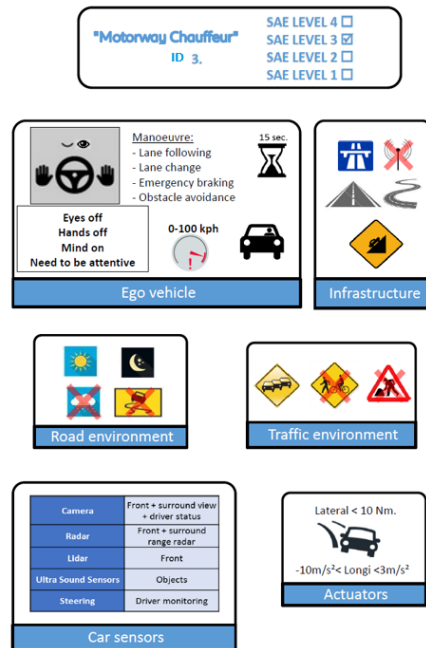 "Motorway Chauffeur"
ID 3.
SAE LEVEL 4 ☐
SAE LEVEL 3 ☑
SAE LEVEL 2 ☐
SAE LEVEL 1 ☐
Manoeuvre:
- Lane following
- Lane change
- Emergency braking
- Obstacle avoidance
15 sec.
Eyes off
Hands off
Mind on
Need to be attentive
0-100 kph
Ego vehicle
Infrastructure
Road environment
Traffic environment
Camera
Front + surround view
+ driver status
Radar
Front + surround
range radar
Lidar
Front
Ultra Sound Sensors
Objects
Steering
Driver monitoring
Car sensors
Lateral < 10 Nm.
-10m/s²< Longi <3m/s²
Actuators